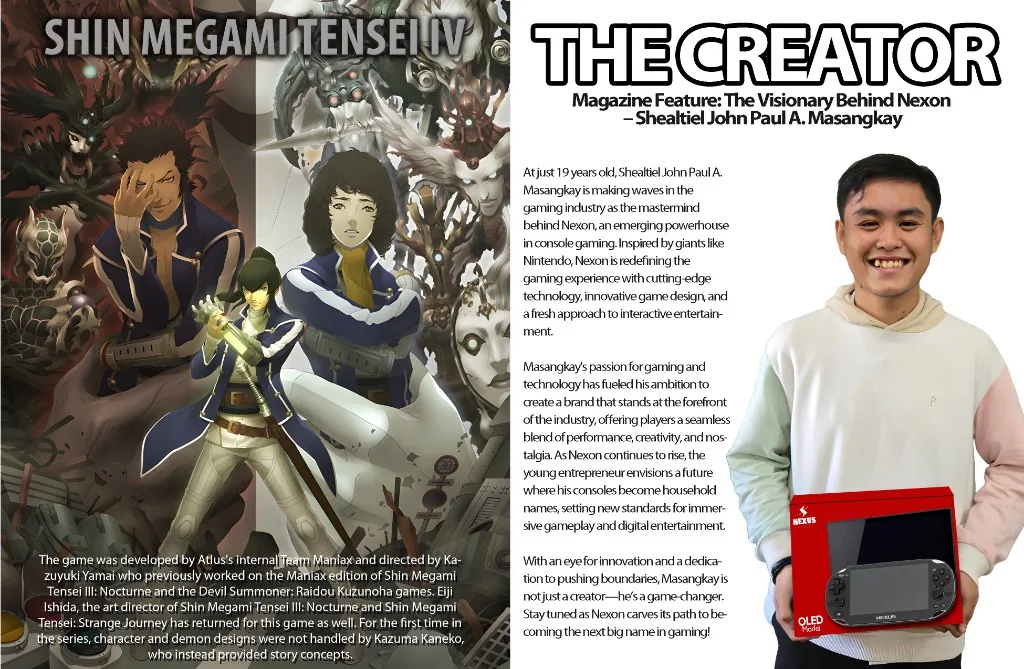 SHIN MEGAMI TENSEI IV
The game was developed by Atlus's internal Team Maniax and directed by Ka-
zuyuki Yamai who previously worked on the Maniax edition of Shin Megami
Tensei III: Nocturne and the Devil Summoner: Raidou Kuzunoha games. Eiji
Ishida, the art director of Shin Megami Tensei III: Nocturne and Shin Megami
Tensei: Strange Journey has returned for this game as well. For the first time in
the series, character and demon designs were not handled by Kazuma Kaneko,
who instead provided story concepts.
THE CREATOR
Magazine Feature: The Visionary Behind Nexon
– Shealtiel John Paul A. Masangkay
At just 19 years old, Shealtiel John Paul A.
Masangkay is making waves in the
gaming industry as the mastermind
behind Nexon, an emerging powerhouse
in console gaming. Inspired by giants like
Nintendo, Nexon is redefining the
gaming experience with cutting-edge
technology, innovative game design, and
a fresh approach to interactive entertain-
ment.
Masangkay's passion for gaming and
technology has fueled his ambition to
create a brand that stands at the forefront
of the industry, offering players a seamless
blend of performance, creativity, and nos-
talgia. As Nexon continues to rise, the
young entrepreneur envisions a future
where his consoles become household
names, setting new standards for immer-
sive gameplay and digital entertainment.
With an eye for innovation and a dedica-
tion to pushing boundaries, Masangkay is
not just a creator—he's a game-changer.
Stay tuned as Nexon carves its path to be-
coming the next big name in gaming!
NEXUS
OLED
Model